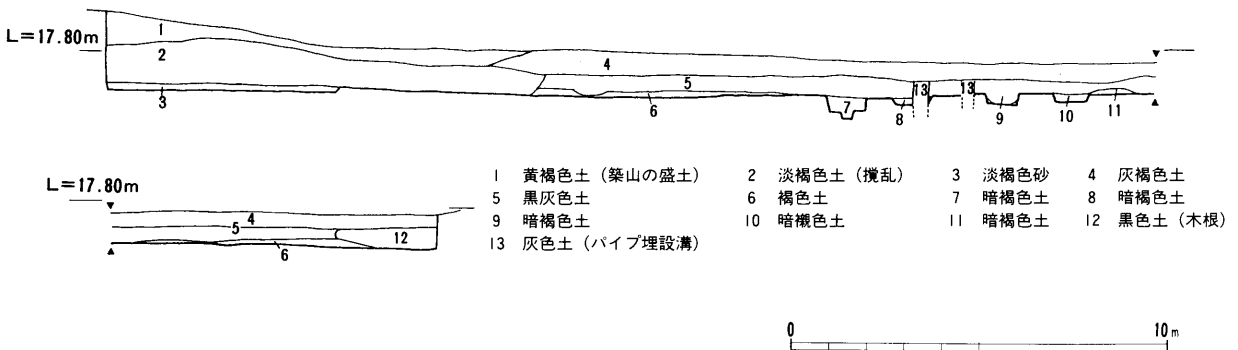 L=17.80m
1
2
3
4
5
6
7
8
13
13
9
10
11
L=17.80m
4
5
12
6
1 黄褐色土（築山の盛土） 2 淡褐色土（攪乱） 3 淡褐色砂 4 灰褐色土
5 黒灰色土 6 褐色土 7 暗褐色土 8 暗褐色土
9 暗褐色土 10 暗襯色土 11 暗褐色土 12 黒色土（木根）
13 灰色土（パイプ埋設溝）
0 10m